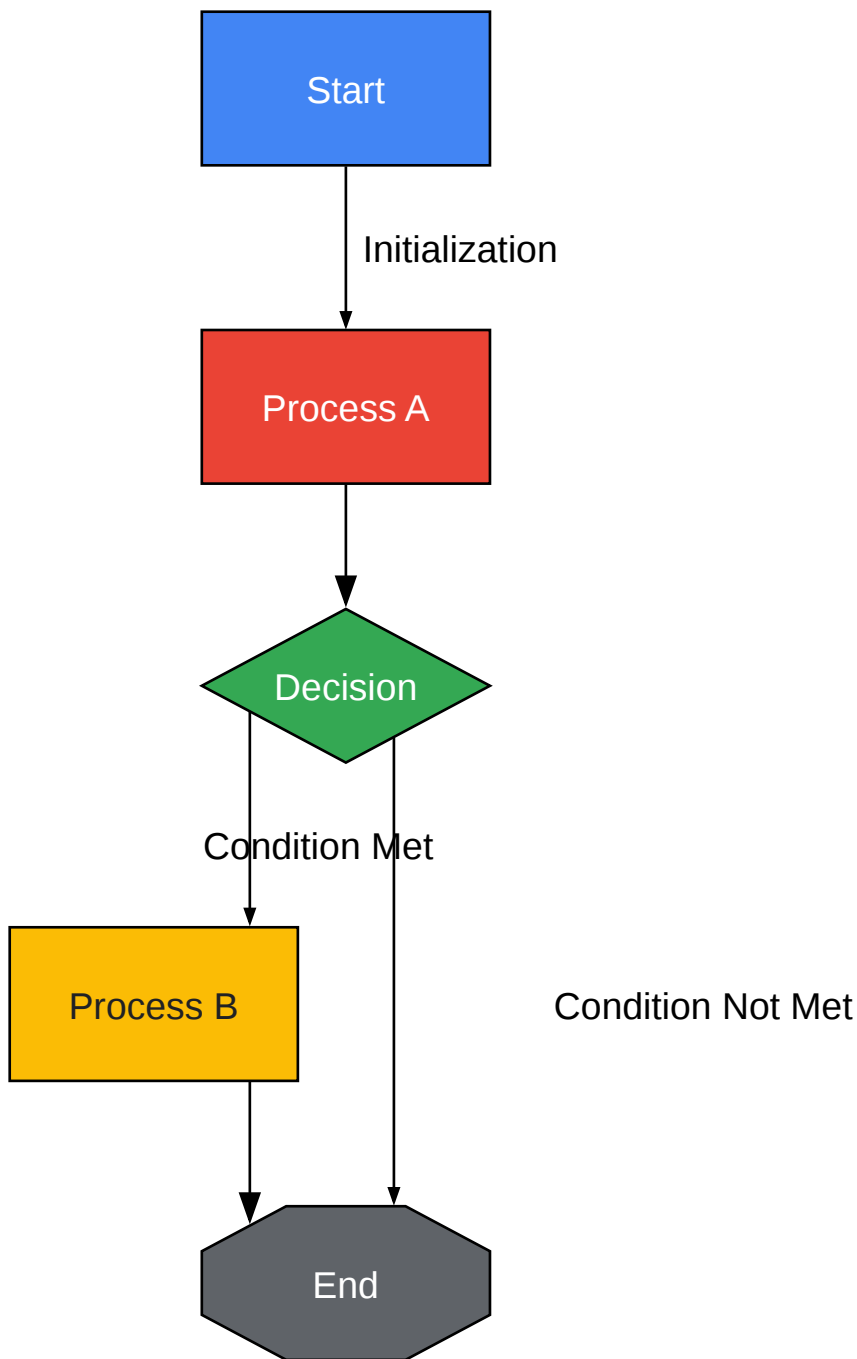 Start
Initialization
Process A
Decision
Condition Met
Process B
Condition Not Met
End